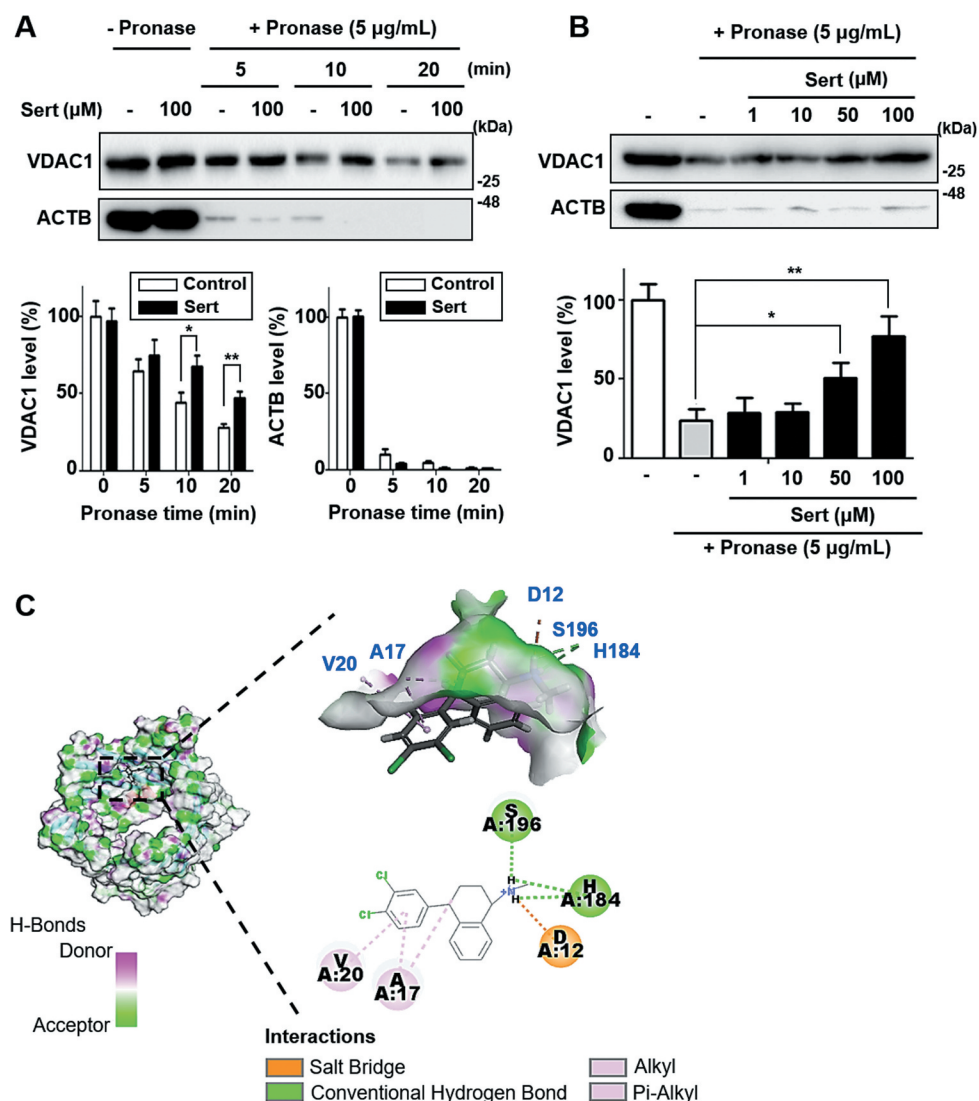 A
- Pronase + Pronase (5 µg/mL)
5 10 20 (min)
Sert (µM) - 100 - 100 - 100 - 100
(kDa)
VDAC1
-25
-48
ACTB
Control
Sert
VDAC1 level (%)
100
50
0
*
**
0 5 10 20
Pronase time (min)
Control
Sert
ACTB level (%)
100
50
0
0 5 10 20
Pronase time (min)
B
+ Pronase (5 µg/mL)
Sert (µM)
- - 1 10 50 100
(kDa)
VDAC1
-25
-48
ACTB
VDAC1 level (%)
100
50
0
**
*
- - 1 10 50 100
Sert (µM)
+ Pronase (5 µg/mL)
C
D12
S196
H184
A17
V20
H-Bonds
Donor
Acceptor
S
A:196
H
A:184
D
A:12
V
A:20
A
A:17
Cl
Cl
H
+N
H
Interactions
Salt Bridge
Conventional Hydrogen Bond
Alkyl
Pi-Alkyl